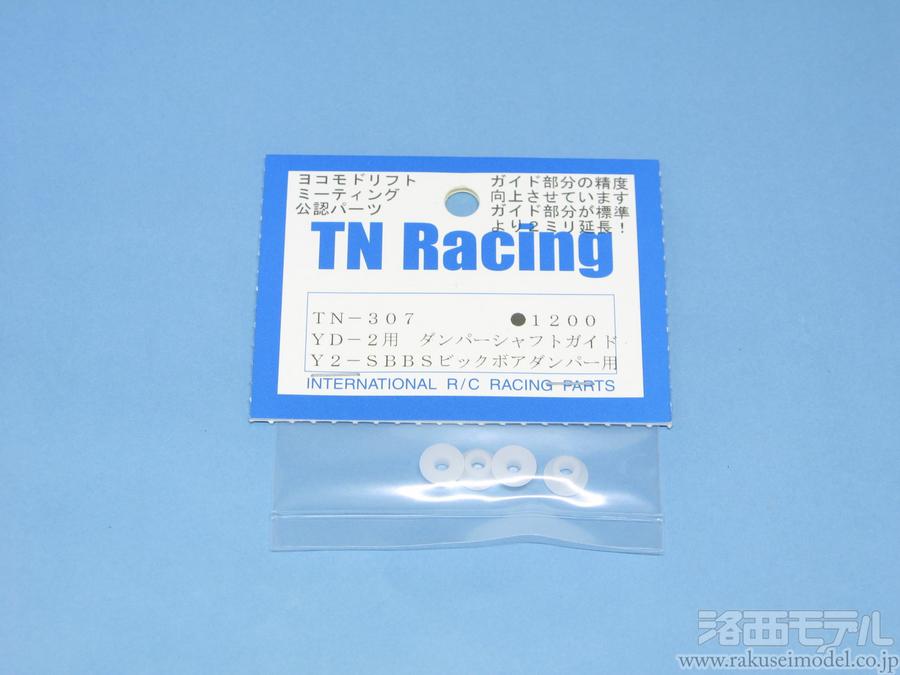 ヨコモドリフト
ミーティング
公認パーツ
ガイド部分の精度
向上させています
ガイド部分が標準
より２ミリ延長！
TN Racing
ＴＮ－３０７ ●１２００
ＹＤ－２用　ダンパーシャフトガイド
Ｙ２－ＳＢＢＳビックボアダンパー用
INTERNATIONAL R/C RACING PARTS
洛西モデル
www.rakuseimodel.co.jp